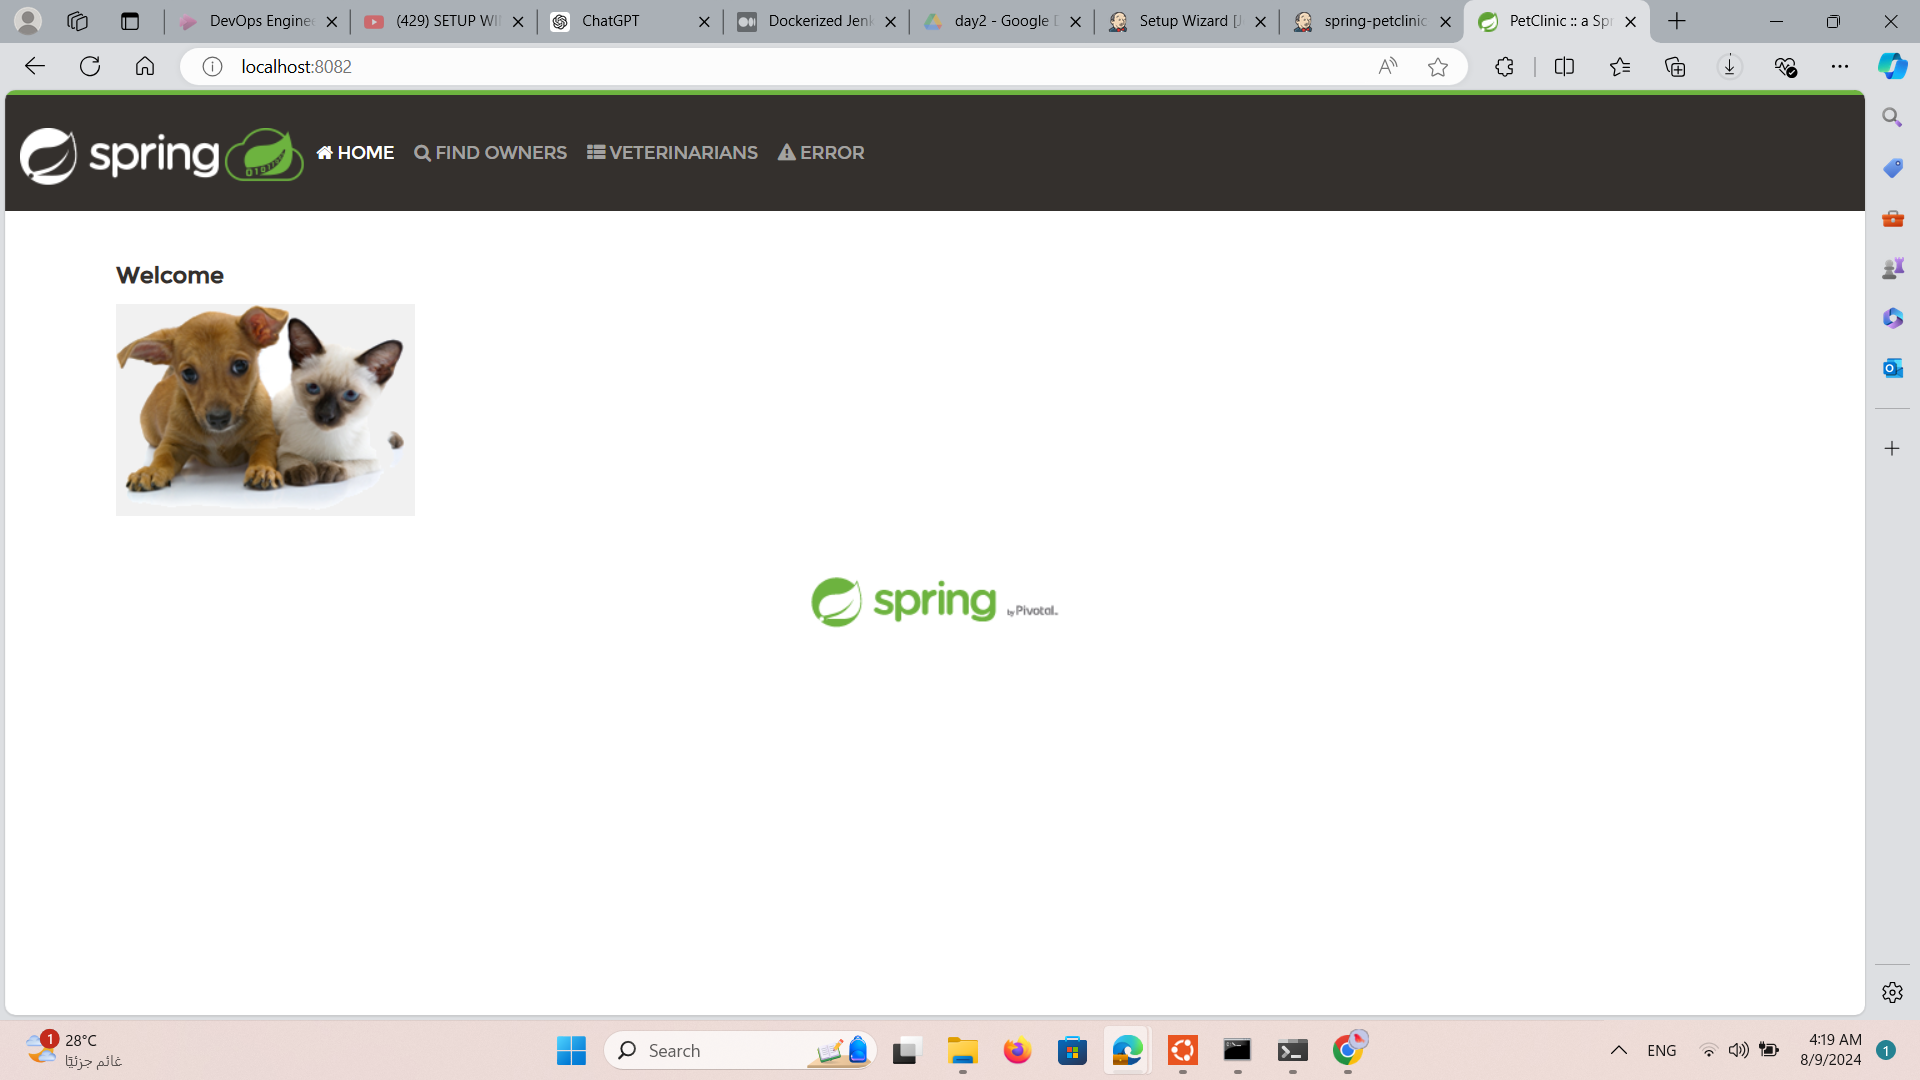 DevOps Enginee
(429) SETUP WI
ChatGPT
Dockerized Jenk
day2 - Google D
Setup Wizard [J
spring-petclinic
PetClinic :: a Spr
localhost:8082
spring
HOME
FIND OWNERS
VETERINARIANS
ERROR
Welcome
spring by Pivotal
1
28°C
غائم جزئيًا
Search
ENG
4:19 AM
8/9/2024
1